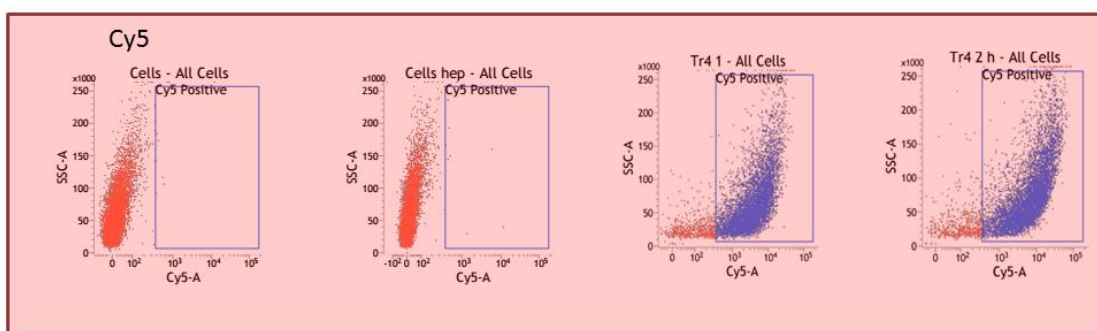 Cy5
Cells - All Cells
x1000
Cy5 Positive
250
200
150
100
50
SSC-A
0 10² 10³ 10⁴ 10⁵
Cy5-A
Cells hep - All Cells
x1000
Cy5 Positive
250
200
150
100
50
SSC-A
-10² 0 10² 10³ 10⁴ 10⁵
Cy5-A
Tr4 1 - All Cells
x1000
Cy5 Positive
250
200
150
100
50
0
SSC-A
0 10² 10³ 10⁴ 10⁵
Cy5-A
Tr4 2 h - All Cells
x1000
Cy5 Positive
250
200
150
100
50
0
SSC-A
0 10² 10³ 10⁴ 10⁵
Cy5-A